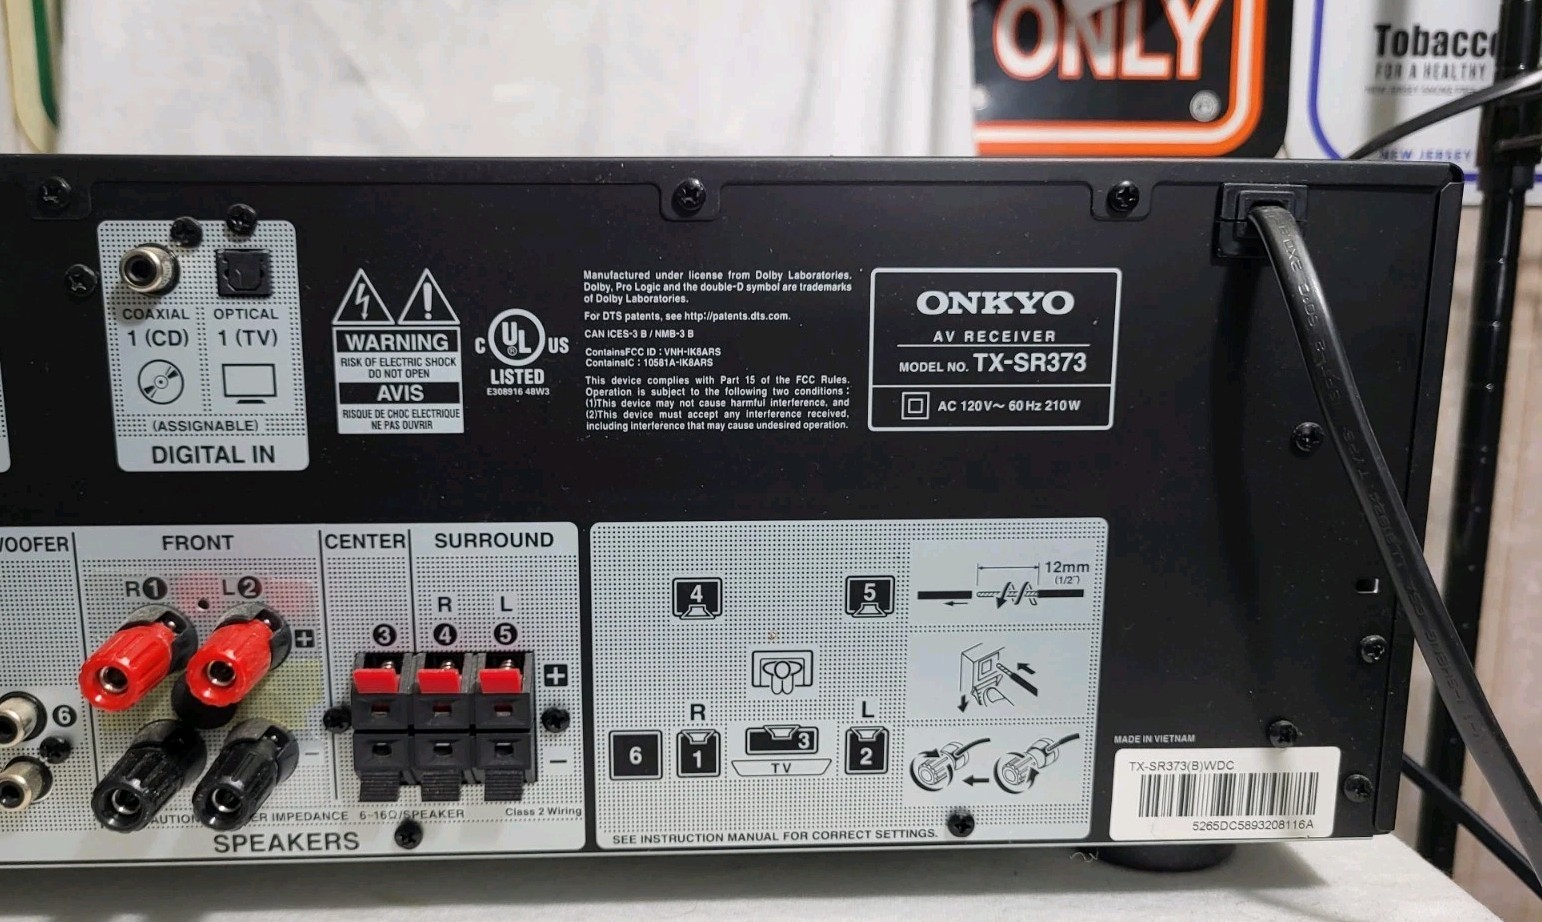 ONLY
Tobacco
FOR A HEALTHY
NEW JERSEY
COAXIAL
OPTICAL
1 (CD)
1 (TV)
(ASSIGNABLE)
DIGITAL IN
WARNING
RISK OF ELECTRIC SHOCK
DO NOT OPEN
AVIS
RISQUE DE CHOC ELECTRIQUE
NE PAS OUVRIR
C UL ® US
LISTED
E308916 48W3
Manufactured under license from Dolby Laboratories.
Dolby, Pro Logic and the double-D symbol are trademarks
of Dolby Laboratories.
For DTS patents, see http://patents.dts.com.
CAN ICES-3 B / NMB-3 B
ContainsFCC ID : VNH-IK8ARS
ContainsIC : 10581A-IK8ARS
This device complies with Part 15 of the FCC Rules.
Operation is subject to the following two conditions :
(1)This device may not cause harmful interference, and
(2)This device must accept any interference received,
including interference that may cause undesired operation.
ONKYO
AV RECEIVER
MODEL NO. TX-SR373
AC 120V~ 60Hz 210W
WOOFER
FRONT
CENTER
SURROUND
R 1
L 2
R
L
3
4
5
+
+
6
−
−
6-16Ω/SPEAKER
Class 2 Wiring
IMPEDANCE
SPEAKERS
4
5
12mm
(1/2")
R
L
6
1
3
2
TV
SEE INSTRUCTION MANUAL FOR CORRECT SETTINGS.
MADE IN VIETNAM
TX-SR373(B)WDC
5265DC5893208116A